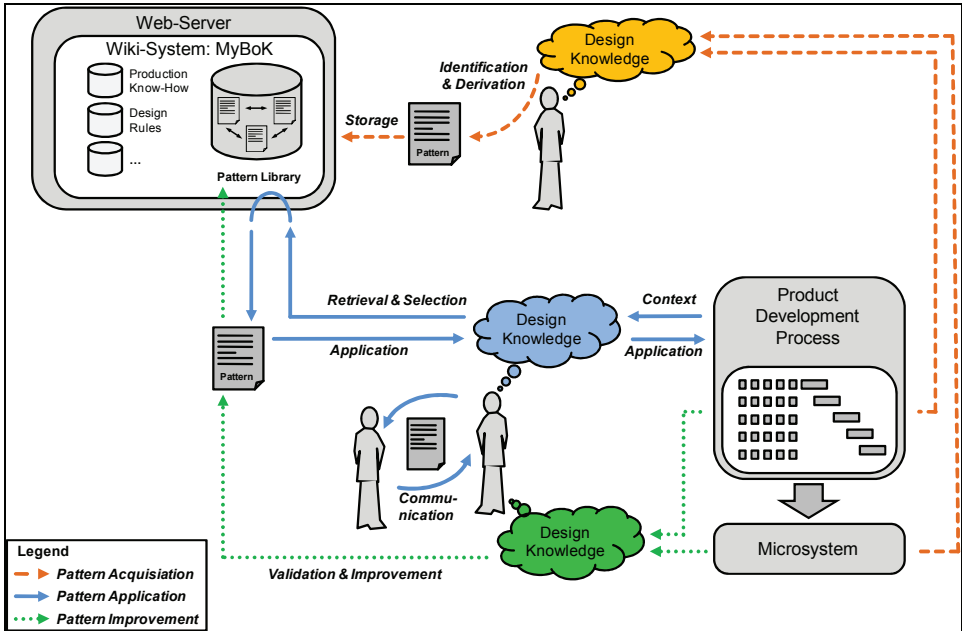 Web-Server
Wiki-System: MyBoK
Production
Know-How
Design
Rules
...
Pattern Library
Storage
Pattern
Identification
& Derivation
Design
Knowledge
Retrieval & Selection
Application
Pattern
Design
Knowledge
Context
Application
Product
Development
Process
Commu-
nication
Design
Knowledge
Microsystem
Validation & Improvement
Legend
Pattern Acquisiation
Pattern Application
Pattern Improvement